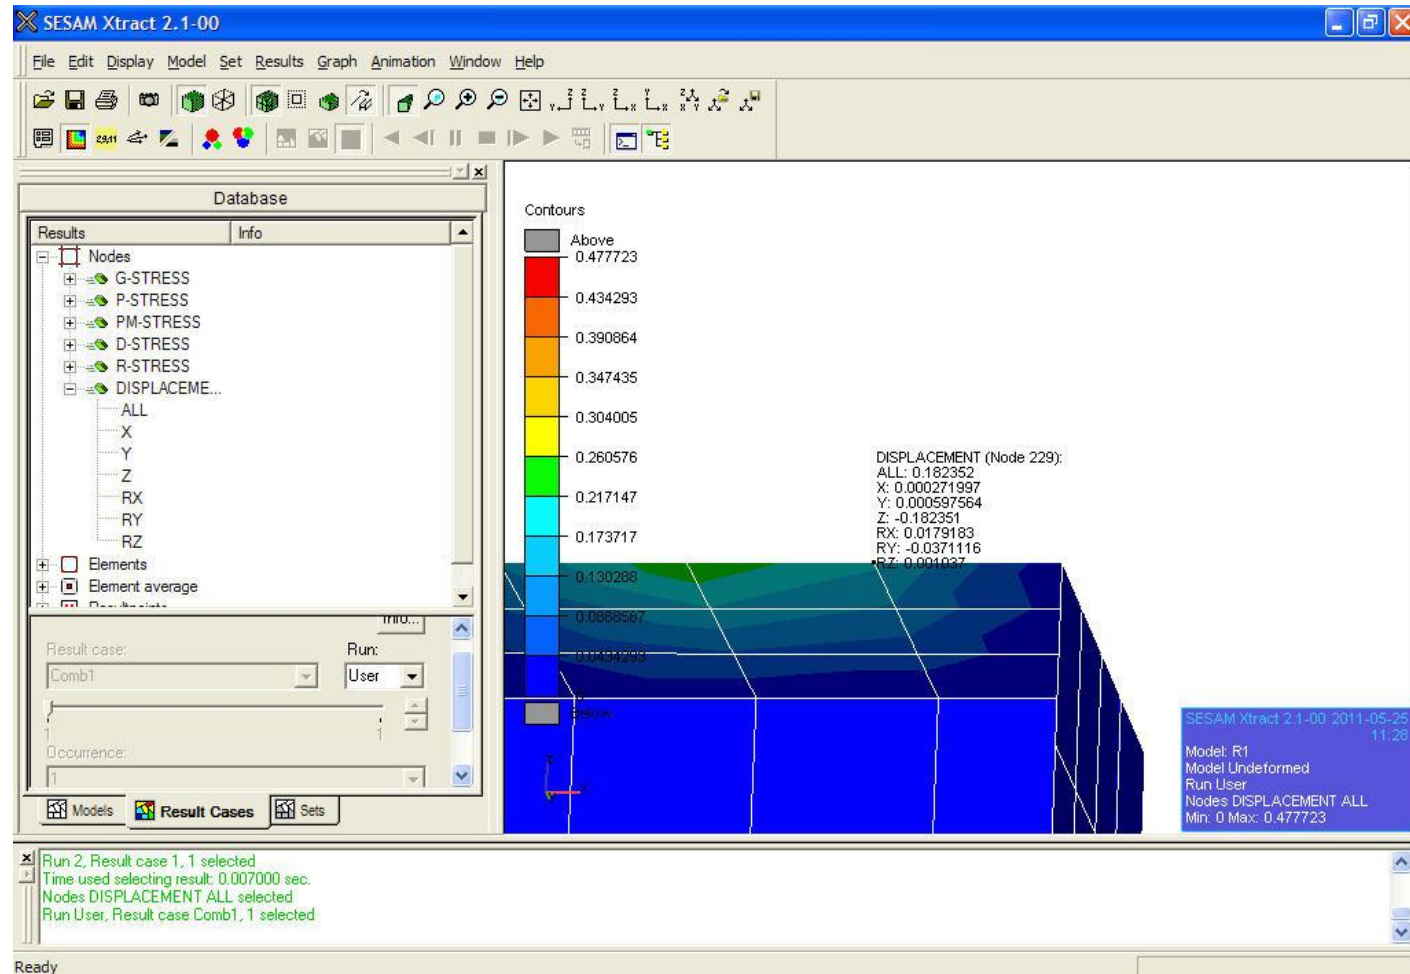 SESAM Xtract 2.1-00
File Edit Display Model Set Results Graph Animation Window Help
Database
Results Info
Nodes
G-STRESS
P-STRESS
PM-STRESS
D-STRESS
R-STRESS
DISPLACEME...
ALL
X
Y
Z
RX
RY
RZ
Elements
Element average
Info...
Result case: Run:
Comb1 User
1 1
Occurrence:
1
Models Result Cases Sets
Contours
Above
0.477723
0.434293
0.390864
0.347435
0.304005
0.260576
0.217147
0.173717
0.130288
0.0868587
0.0434293
0
Below
DISPLACEMENT (Node 229):
ALL: 0.182352
X: 0.000271997
Y: 0.000597564
Z: -0.182351
RX: 0.0179183
RY: -0.0371116
RZ: 0.001037
SESAM Xtract 2.1-00 2011-05-25
11:28
Model: R1
Model Undeformed
Run User
Nodes DISPLACEMENT ALL
Min: 0 Max: 0.477723
Run 2, Result case 1, 1 selected
Time used selecting result: 0.007000 sec.
Nodes DISPLACEMENT ALL selected
Run User, Result case Comb1, 1 selected
Ready